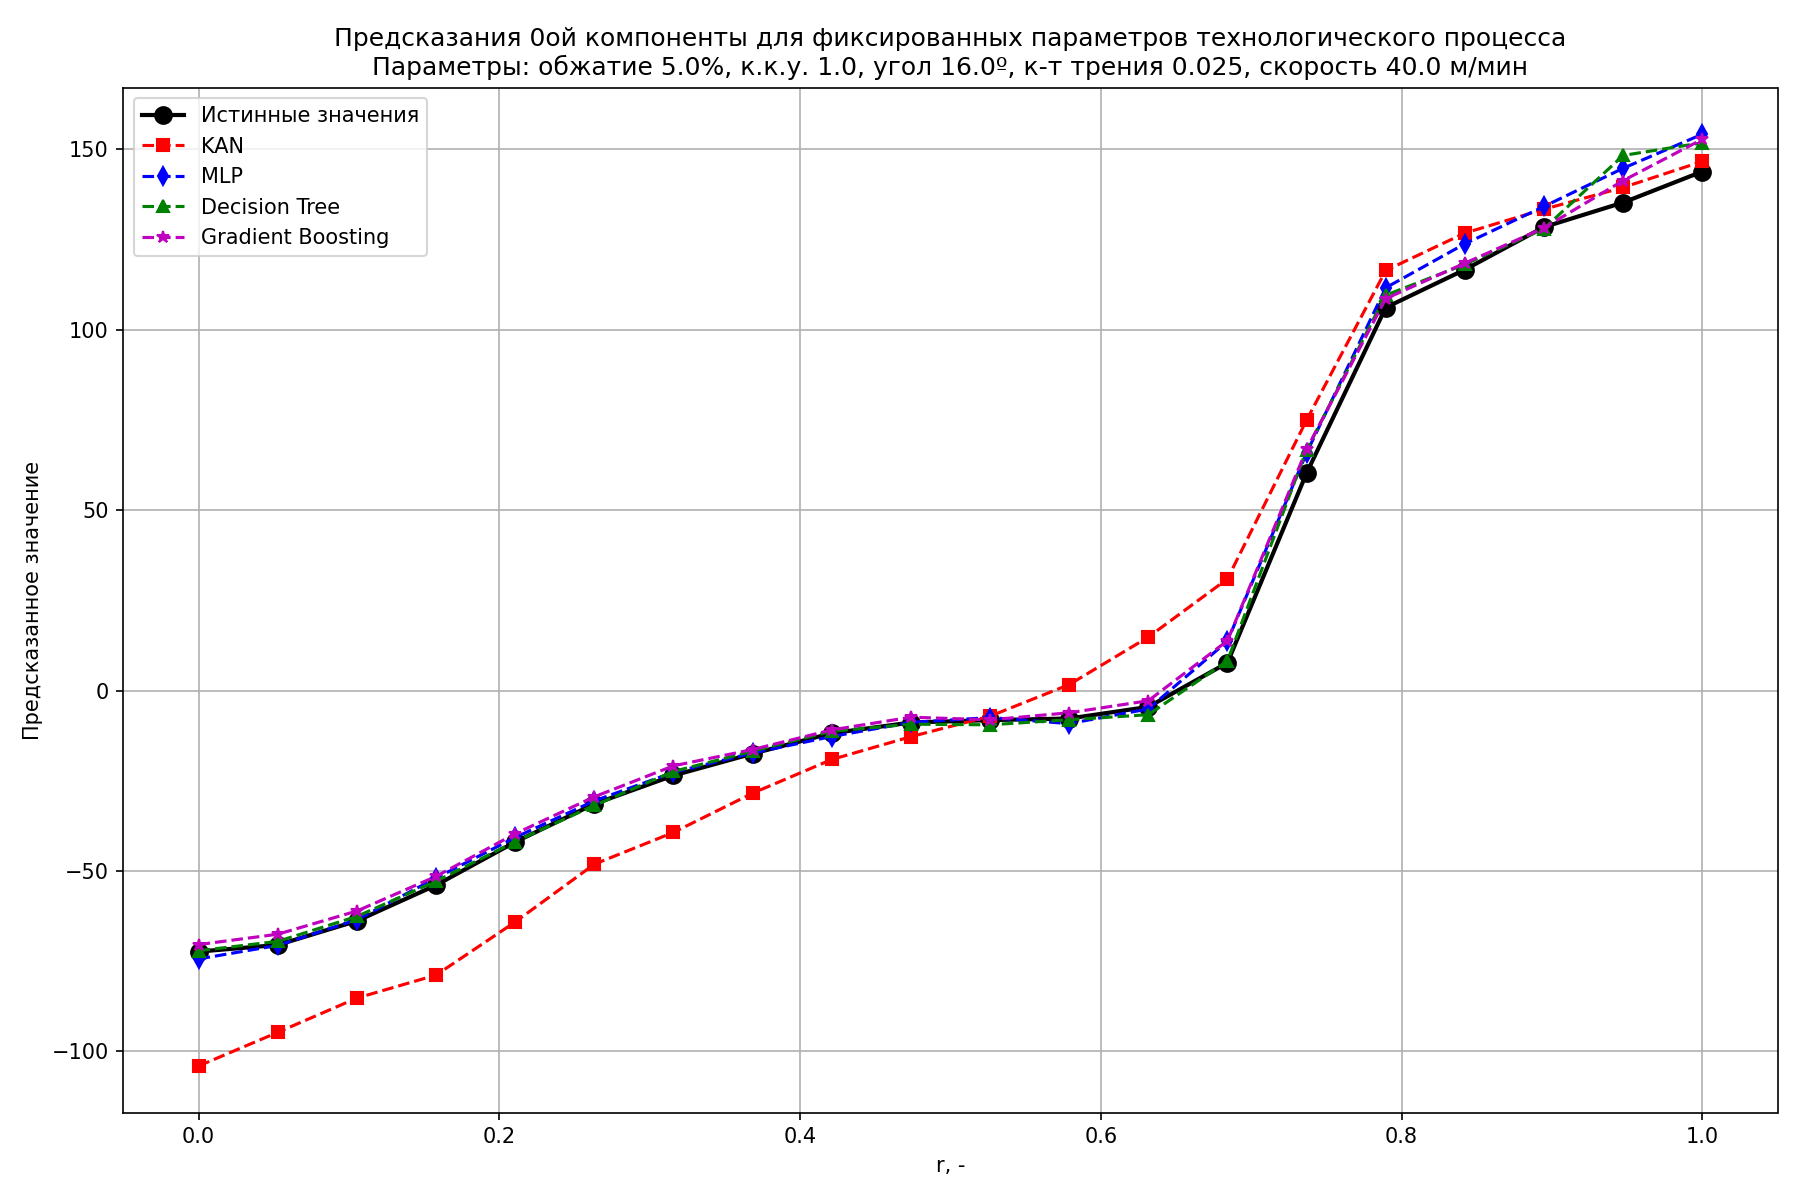 Предсказания 0ой компоненты для фиксированных параметров технологического процесса
Параметры: обжатие 5.0%, к.к.у. 1.0, угол 16.0º, к-т трения 0.025, скорость 40.0 м/мин
Истинные значения
KAN
MLP
Decision Tree
Gradient Boosting
Предсказанное значение
150
100
50
0
−50
−100
0.0
0.2
0.4
0.6
0.8
1.0
r, -